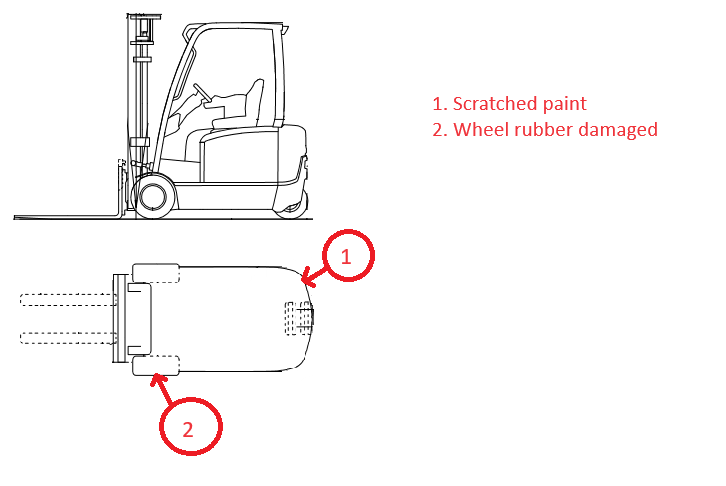 1. Scratched paint
2. Wheel rubber damaged
1
2